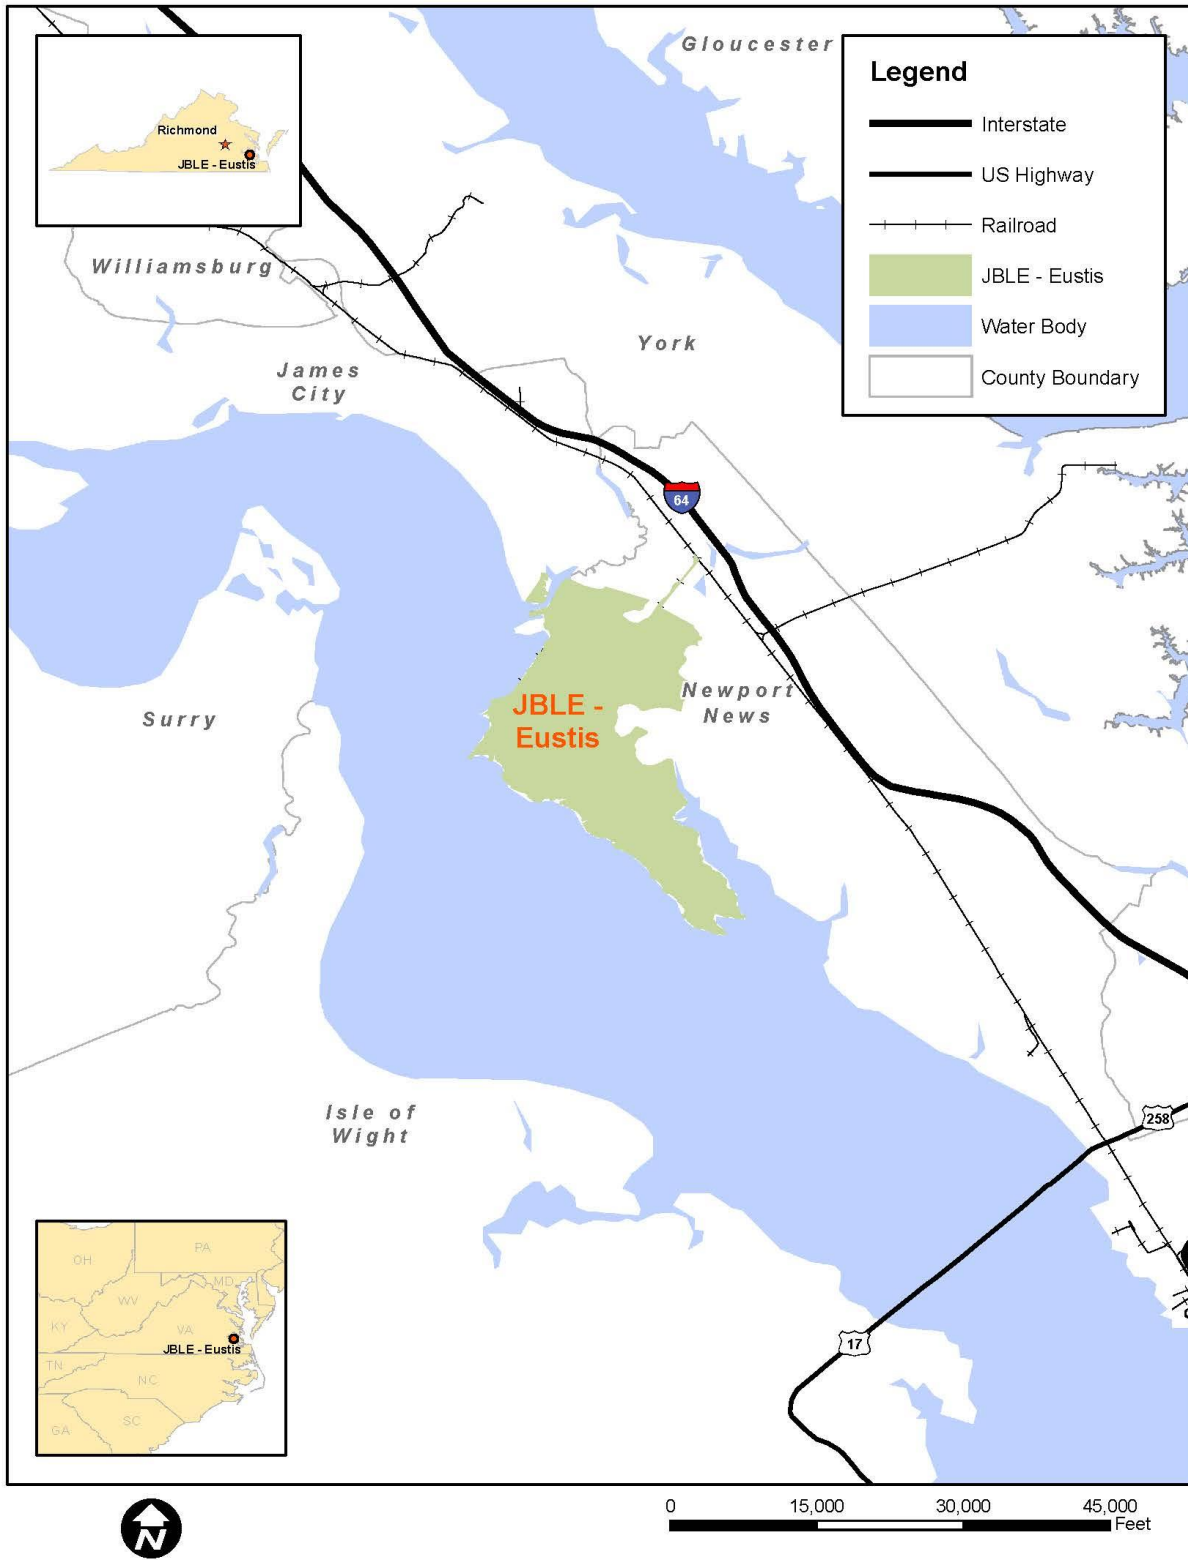 Gloucester
Legend
Interstate
US Highway
Railroad
JBLE - Eustis
Water Body
County Boundary
Richmond
JBLE - Eustis
Williamsburg
York
James
City
64
Newport
News
JBLE -
Eustis
Surry
Isle of
Wight
258
17
PA
OH
MD
WV
KY
VA
JBLE - Eustis
TN
NC
SC
GA
N
0 15,000 30,000 45,000
Feet